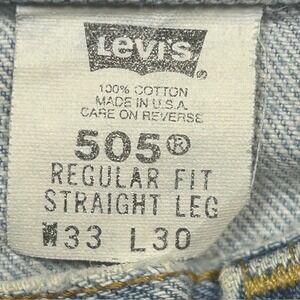 Levi's®
100% COTTON
MADE IN U.S.A.
CARE ON REVERSE
505®
REGULAR FIT
STRAIGHT LEG
W33 L30